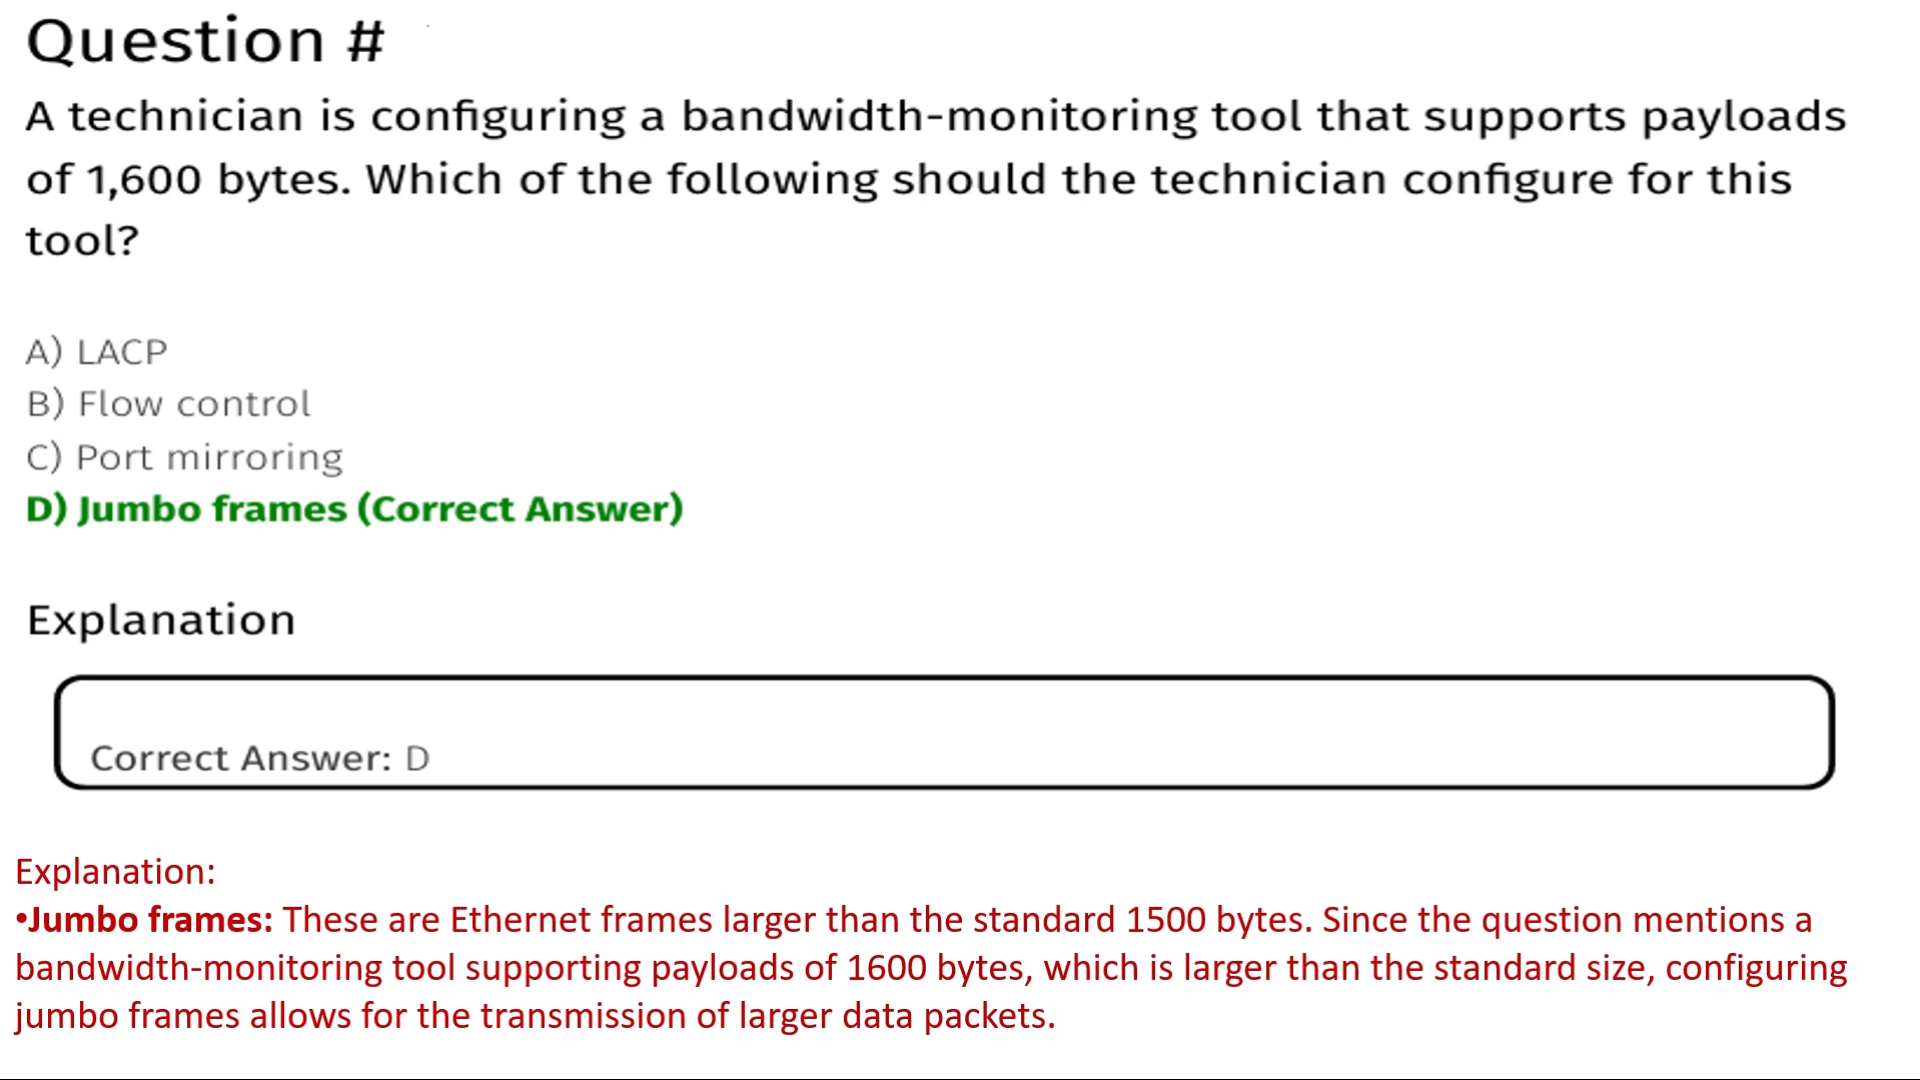 Question #
A technician is configuring a bandwidth-monitoring tool that supports payloads
of 1,600 bytes. Which of the following should the technician configure for this
tool?
A) LACP
B) Flow control
C) Port mirroring
D) Jumbo frames (Correct Answer)
Explanation
Correct Answer: D
Explanation:
•Jumbo frames: These are Ethernet frames larger than the standard 1500 bytes. Since the question mentions a
bandwidth-monitoring tool supporting payloads of 1600 bytes, which is larger than the standard size, configuring
jumbo frames allows for the transmission of larger data packets.